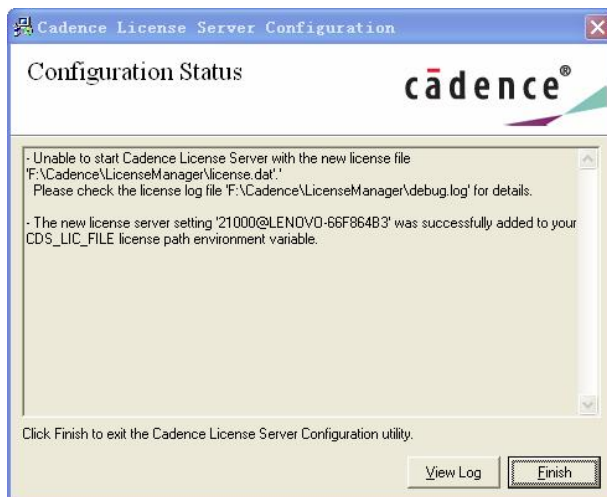 Cadence License Server Configuration
Configuration Status
cādence®
- Unable to start Cadence License Server with the new license file
'F:\Cadence\LicenseManager\license.dat'.'
Please check the license log file 'F:\Cadence\LicenseManager\debug.log' for details.
- The new license server setting '21000@LENOVO-66F864B3' was successfully added to your
CDS_LIC_FILE license path environment variable.
Click Finish to exit the Cadence License Server Configuration utility.
View Log
Finish